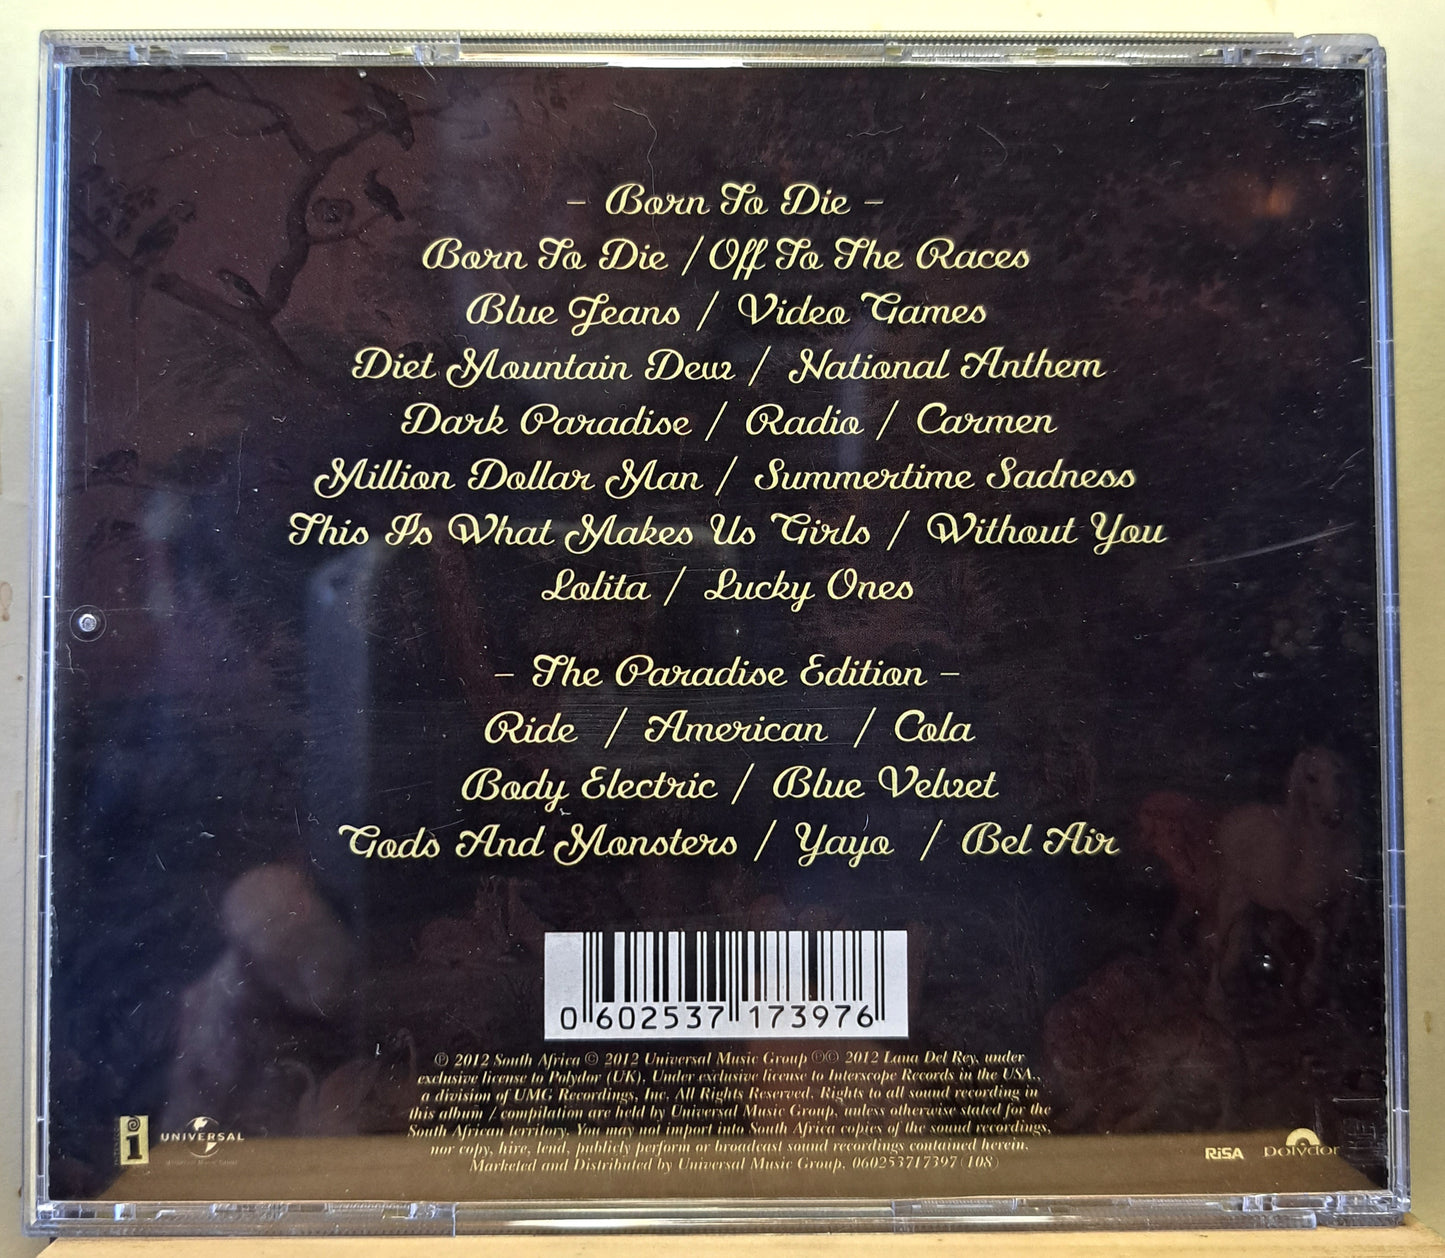 – Born To Die –
Born To Die / Off To The Races
Blue Jeans / Video Games
Diet Mountain Dew / National Anthem
Dark Paradise / Radio / Carmen
Million Dollar Man / Summertime Sadness
This Is What Makes Us Girls / Without You
Lolita / Lucky Ones
– The Paradise Edition –
Ride / American / Cola
Body Electric / Blue Velvet
Gods And Monsters / Yayo / Bel Air
0 602537 173976
℗ 2012 South Africa © 2012 Universal Music Group ℗© 2012 Lana Del Rey, under
exclusive license to Polydor (UK). Under exclusive license to Interscope Records in the USA.,
a division of UMG Recordings, Inc. All Rights Reserved. Rights to all sound recording in
this album / compilation are held by Universal Music Group, unless otherwise stated for the
South African territory. You may not import into South Africa copies of the sound recordings,
nor copy, hire, lend, publicly perform or broadcast sound recordings contained herein.
Marketed and Distributed by Universal Music Group. 060253717397 (108)
i
UNIVERSAL
RiSA
polydor